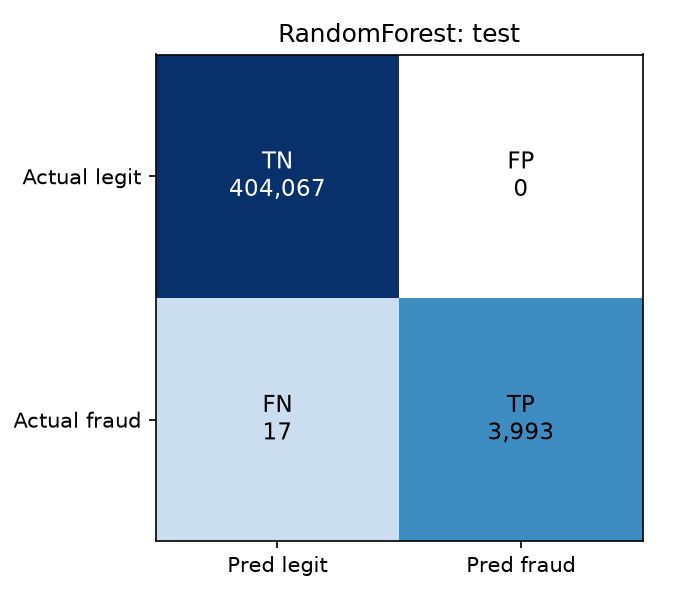 RandomForest: test
Actual legit
TN
404,067
FP
0
Actual fraud
FN
17
TP
3,993
Pred legit
Pred fraud